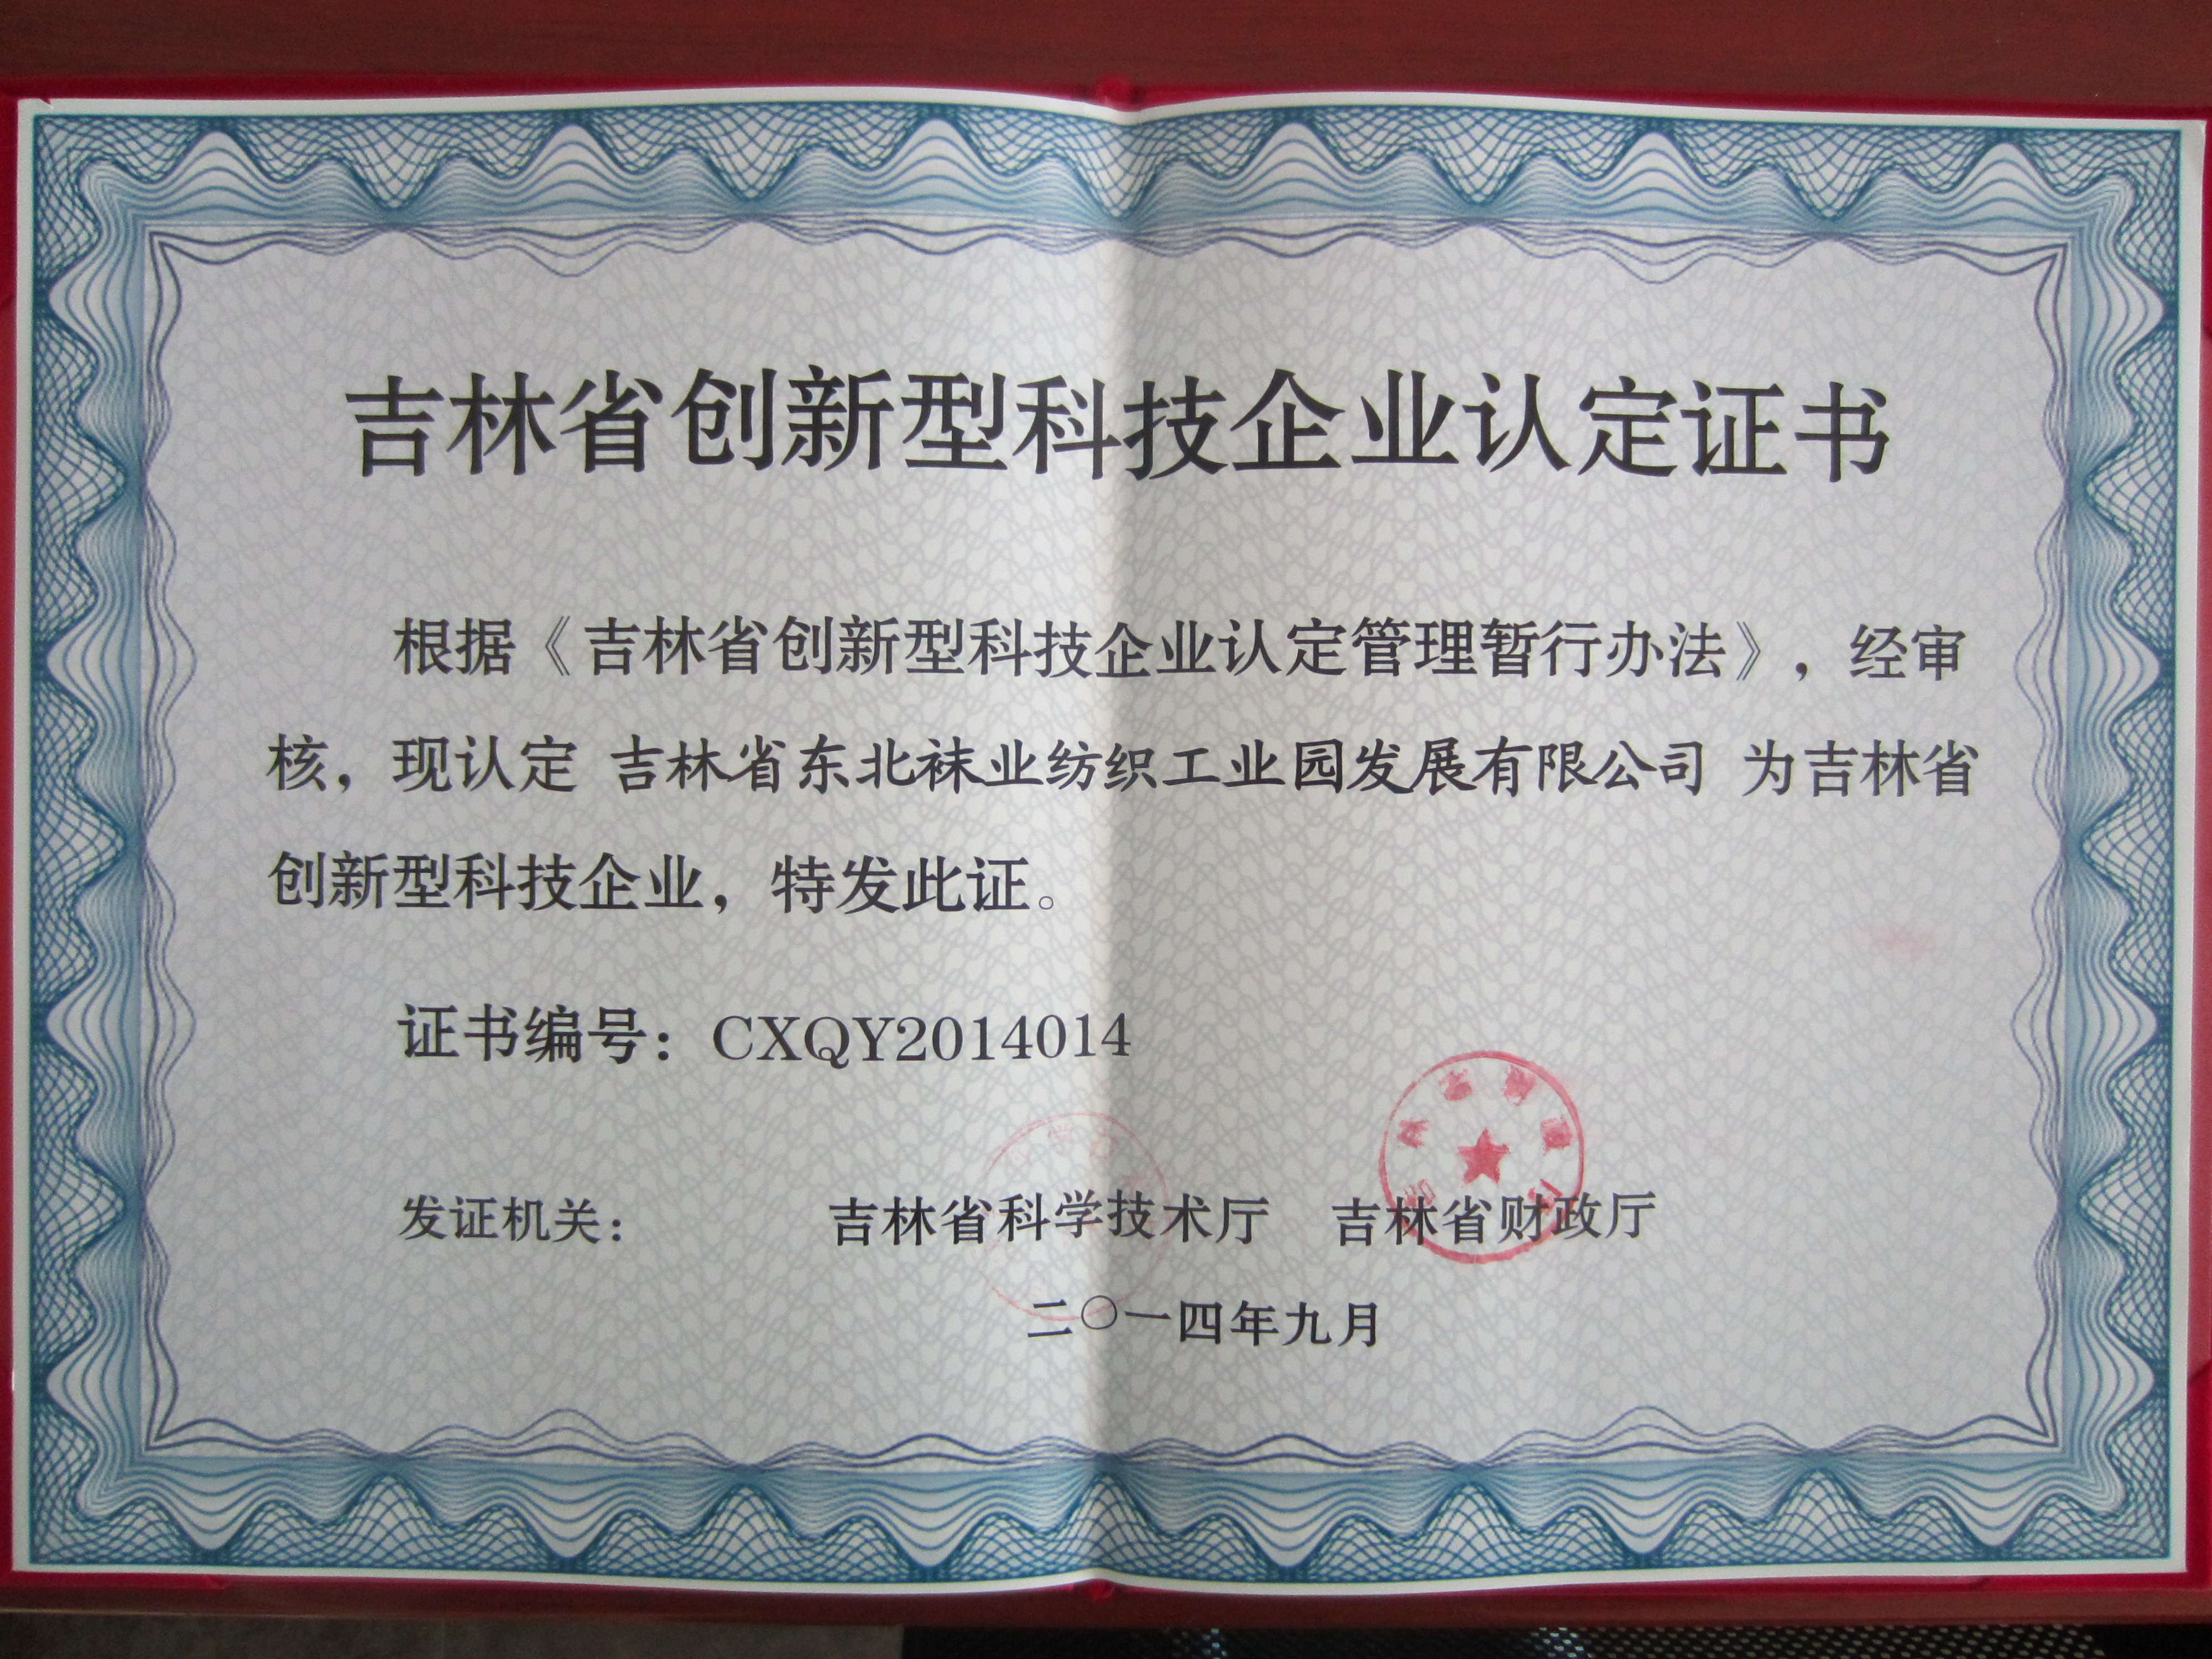 吉林省创新型科技企业认定证书
根据《吉林省创新型科技企业认定管理暂行办法》，经审
核，现认定 吉林省东北袜业纺织工业园发展有限公司 为吉林省
创新型科技企业，特发此证。
证书编号：CXQY2014014
发证机关： 吉林省科学技术厅 吉林省财政厅
二〇一四年九月